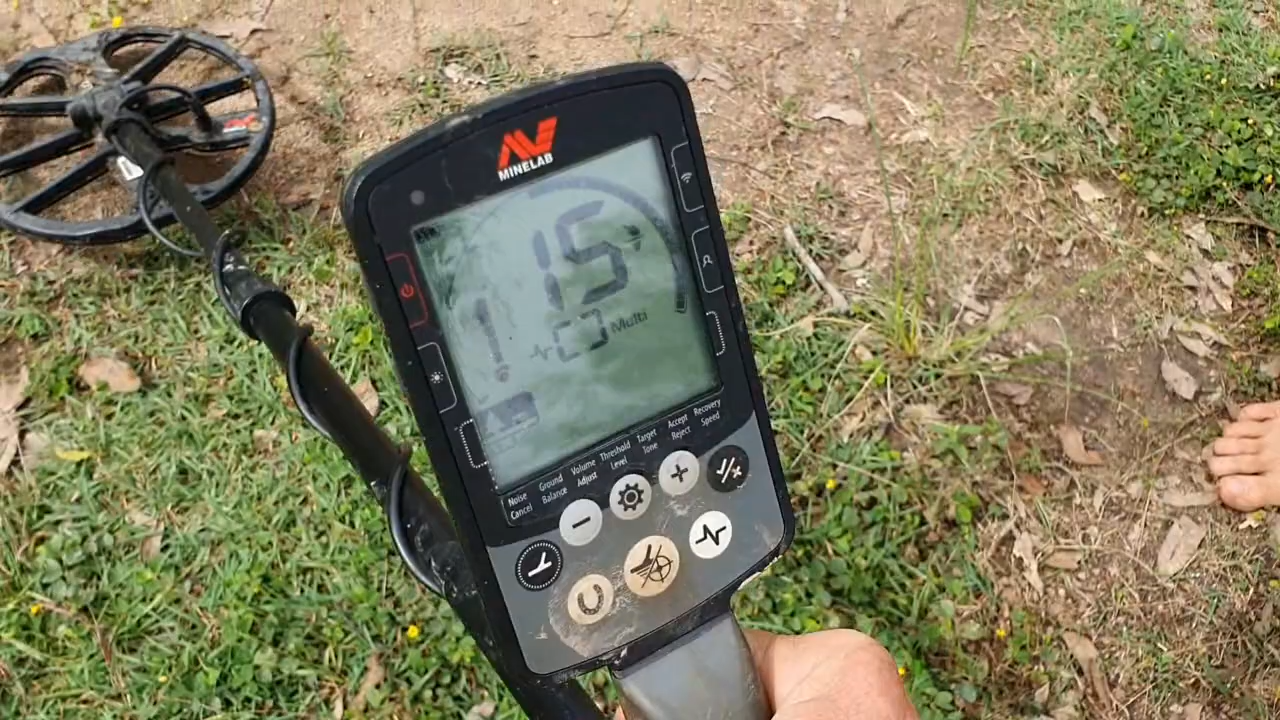 MINELAB
15
1
Multi
Noise
Cancel
Ground
Balance
Volume
Adjust
Threshold
Level
Target
Tone
Accept
Reject
Recovery
Speed